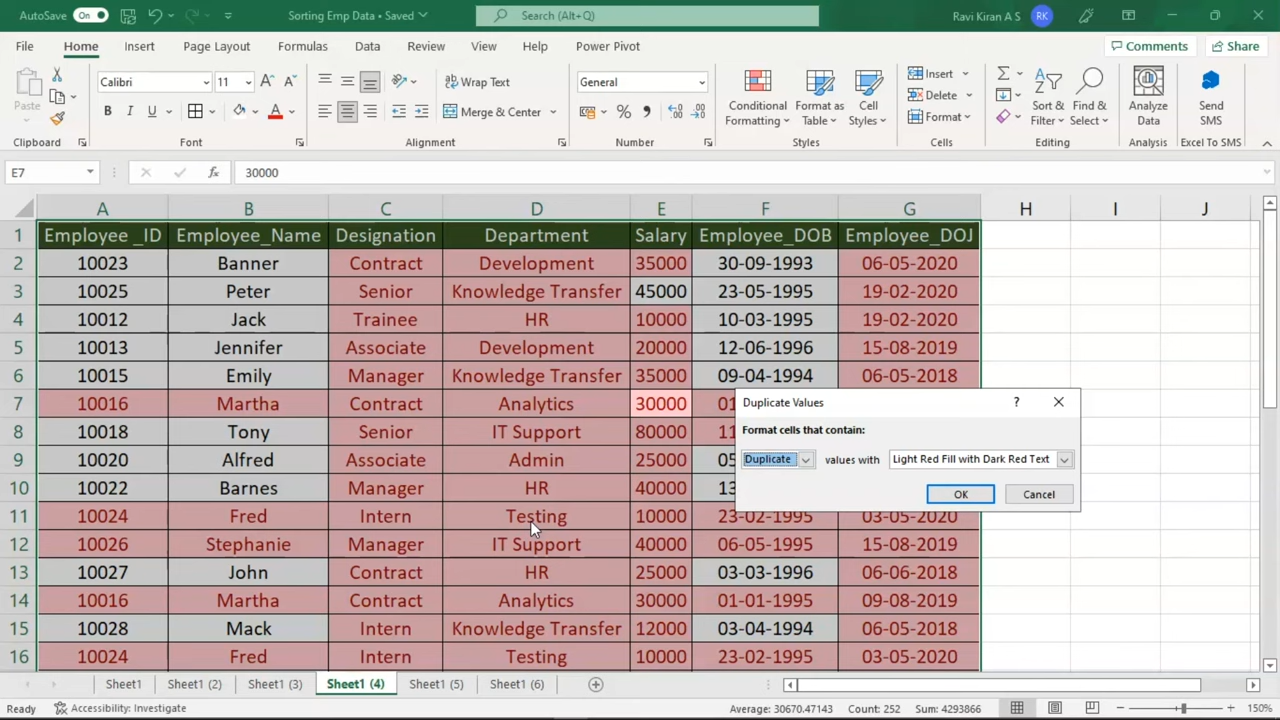 AutoSave On Sorting Emp Data • Saved Search (Alt+Q) Ravi Kiran A S RK
File Home Insert Page Layout Formulas Data Review View Help Power Pivot Comments Share
Paste Calibri 11 A A Wrap Text General Conditional Formatting Format as Table Cell Styles Insert Delete Format Sort & Filter Find & Select Analyze Data Send SMS
B I U A Merge & Center %
Clipboard Font Alignment Number Styles Cells Editing Analysis Excel To SMS
E7 fx 30000
A B C D E F G H I J
1 Employee _ID Employee_Name Designation Department Salary Employee_DOB Employee_DOJ
2 10023 Banner Contract Development 35000 30-09-1993 06-05-2020
3 10025 Peter Senior Knowledge Transfer 45000 23-05-1995 19-02-2020
4 10012 Jack Trainee HR 10000 10-03-1995 19-02-2020
5 10013 Jennifer Associate Development 20000 12-06-1996 15-08-2019
6 10015 Emily Manager Knowledge Transfer 35000 09-04-1994 06-05-2018
7 10016 Martha Contract Analytics 30000 01
8 10018 Tony Senior IT Support 80000 11
9 10020 Alfred Associate Admin 25000 05
10 10022 Barnes Manager HR 40000 13
11 10024 Fred Intern Testing 10000 23-02-1995 03-05-2020
12 10026 Stephanie Manager IT Support 40000 06-05-1995 15-08-2019
13 10027 John Contract HR 25000 03-03-1996 06-06-2018
14 10016 Martha Contract Analytics 30000 01-01-1995 09-08-2019
15 10028 Mack Intern Knowledge Transfer 12000 03-04-1994 06-05-2018
16 10024 Fred Intern Testing 10000 23-02-1995 03-05-2020
Duplicate Values ?
Format cells that contain:
Duplicate values with Light Red Fill with Dark Red Text
OK Cancel
Sheet1 Sheet1 (2) Sheet1 (3) Sheet1 (4) Sheet1 (5) Sheet1 (6)
Ready Accessibility: Investigate Average: 30670.47143 Count: 252 Sum: 4293866 150%